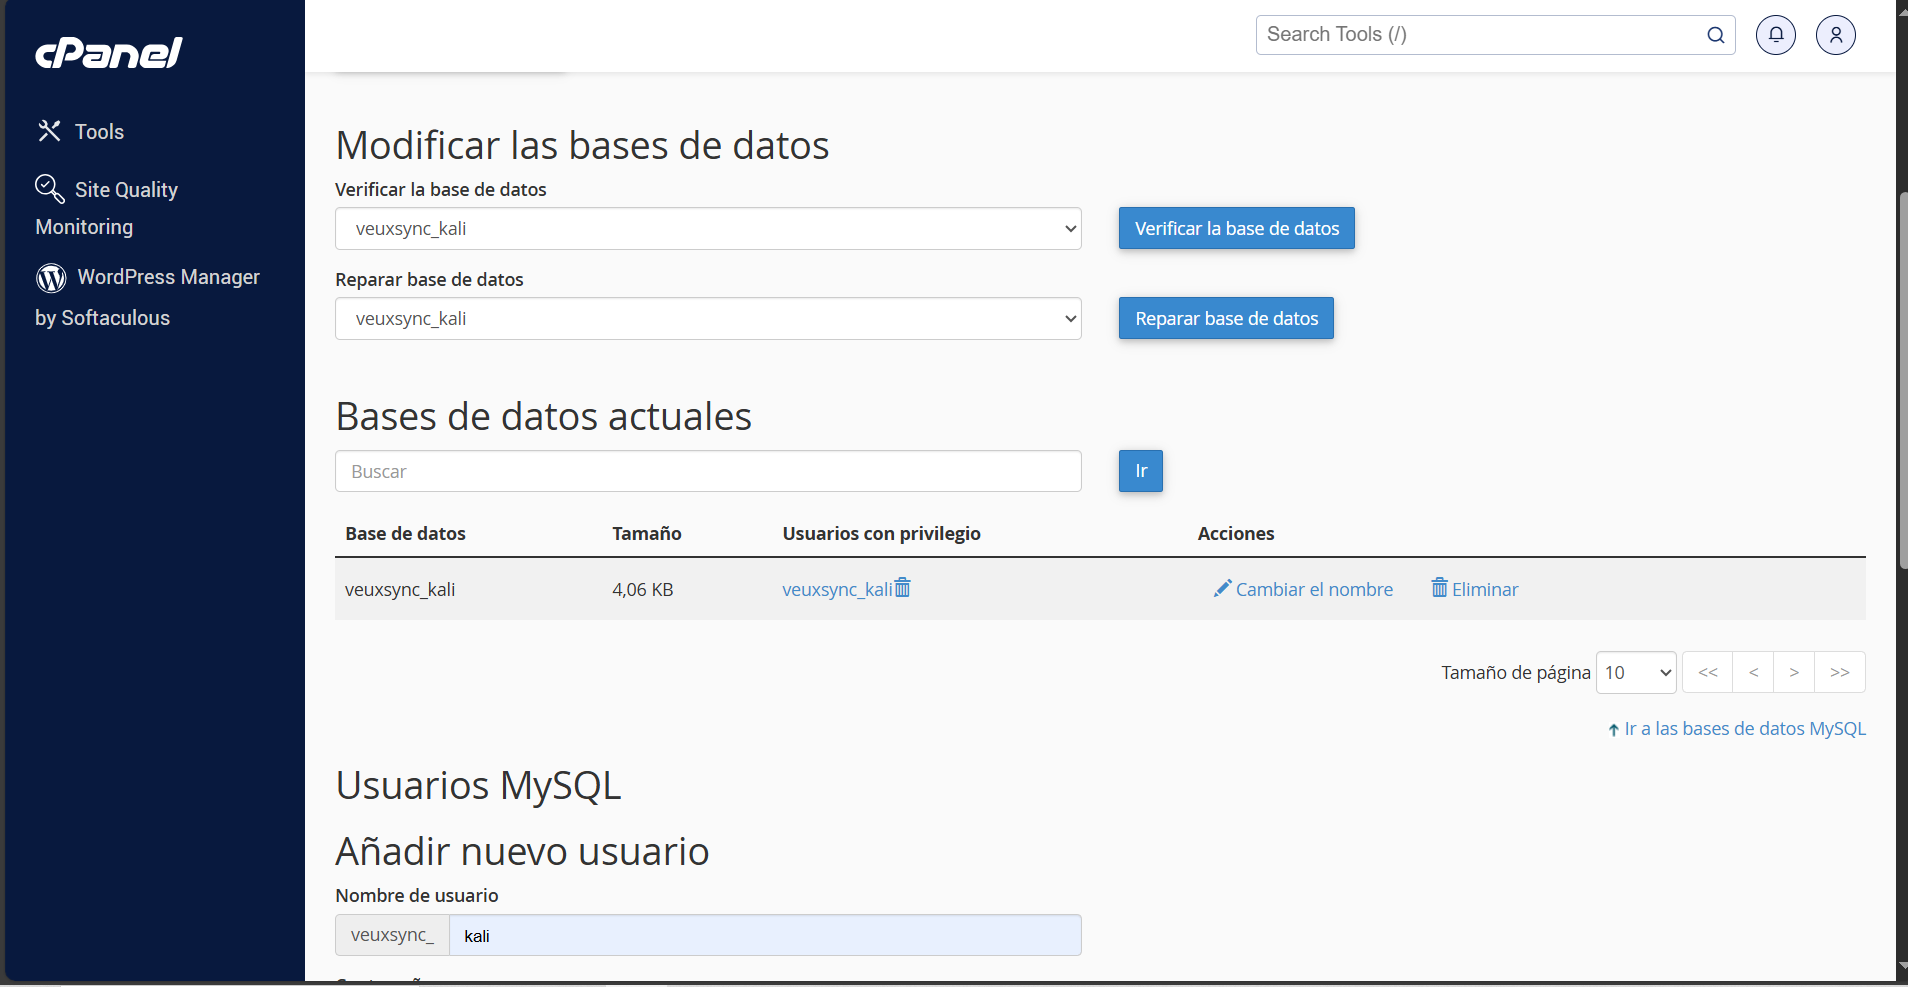 cPanel
Search Tools (/)
Tools
Site Quality
Monitoring
WordPress Manager
by Softaculous
Modificar las bases de datos
Verificar la base de datos
veuxsync_kali
Verificar la base de datos
Reparar base de datos
veuxsync_kali
Reparar base de datos
Bases de datos actuales
Buscar
Ir
Base de datos Tamaño Usuarios con privilegio Acciones
veuxsync_kali 4,06 KB veuxsync_kali Cambiar el nombre Eliminar
Tamaño de página 10 << < > >>
Ir a las bases de datos MySQL
Usuarios MySQL
Añadir nuevo usuario
Nombre de usuario
veuxsync_ kali